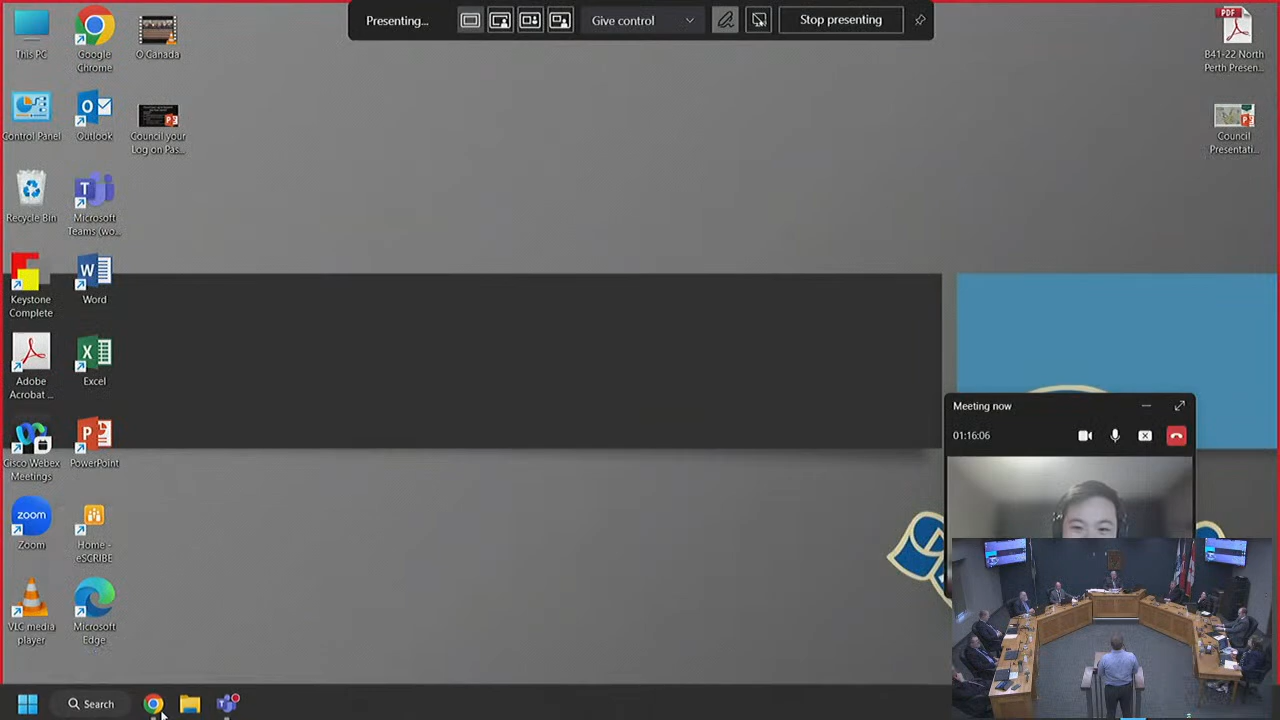 Presenting...
Give control
Stop presenting
This PC
Google
Chrome
O Canada
PDF
B41-22 North
Perth Presen...
Control Panel
Outlook
Council your
Log on Pas...
Council
Presentati...
Recycle Bin
Microsoft
Teams (wo...
Keystone
Complete
Word
Adobe
Acrobat ...
Excel
Cisco Webex
Meetings
PowerPoint
Meeting now
01:16:06
zoom
Zoom
Home -
eSCRIBE
VLC media
player
Microsoft
Edge
Search